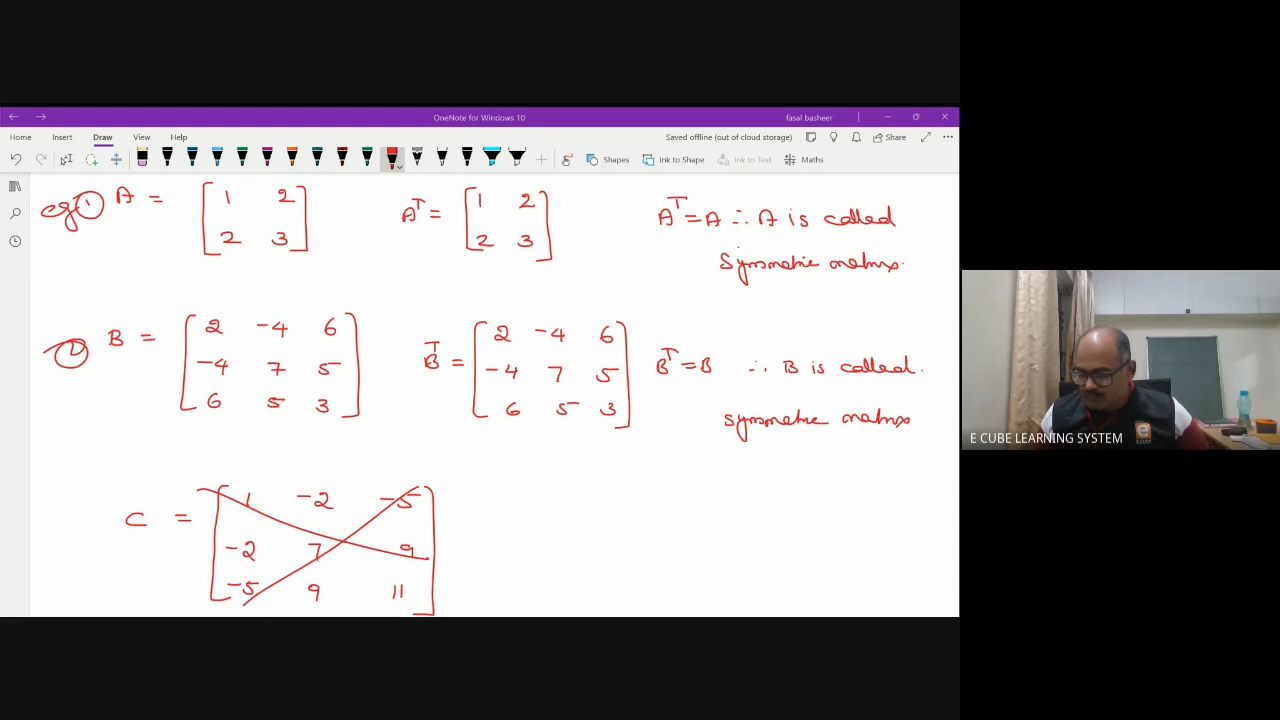 OneNote for Windows 10
fasal basheer
Home Insert Draw View Help
Saved offline (out of cloud storage) Share
Shapes Ink to Shape Ink to Text Maths
eg ① A = [1 2 Aᵀ = [1 2 Aᵀ = A ∴ A is called
2 3] 2 3] Symmetric matrix.
② B = [2 -4 6 Bᵀ = [2 -4 6
-4 7 5 -4 7 5 Bᵀ = B ∴ B is called.
6 5 3] 6 5 3] symmetric matrix
C = [1 -2 -5
-2 7 9
-5 9 11]
E CUBE LEARNING SYSTEM